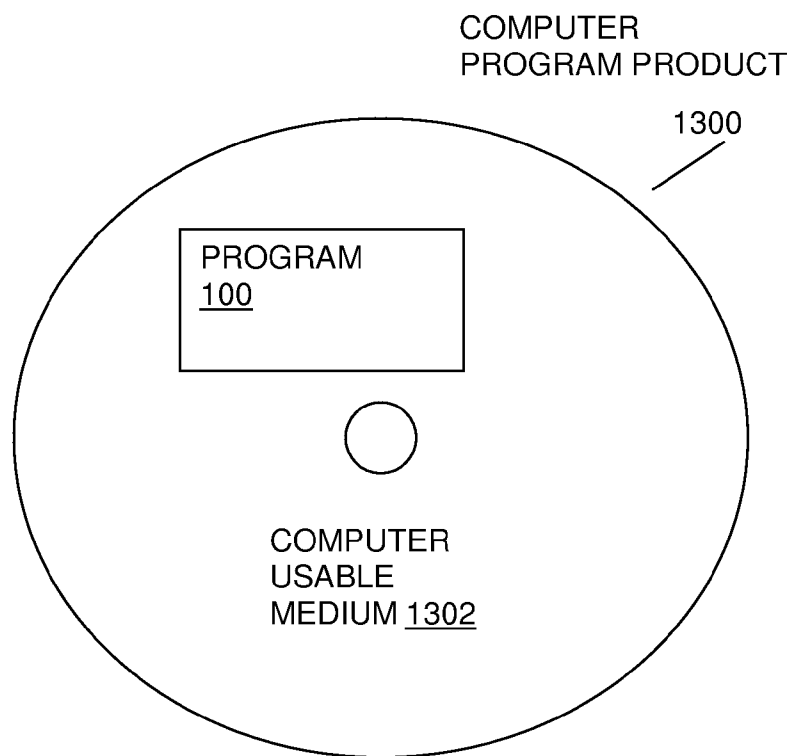 COMPUTER
PROGRAM PRODUCT
1300
PROGRAM
100
COMPUTER
USABLE
MEDIUM 1302